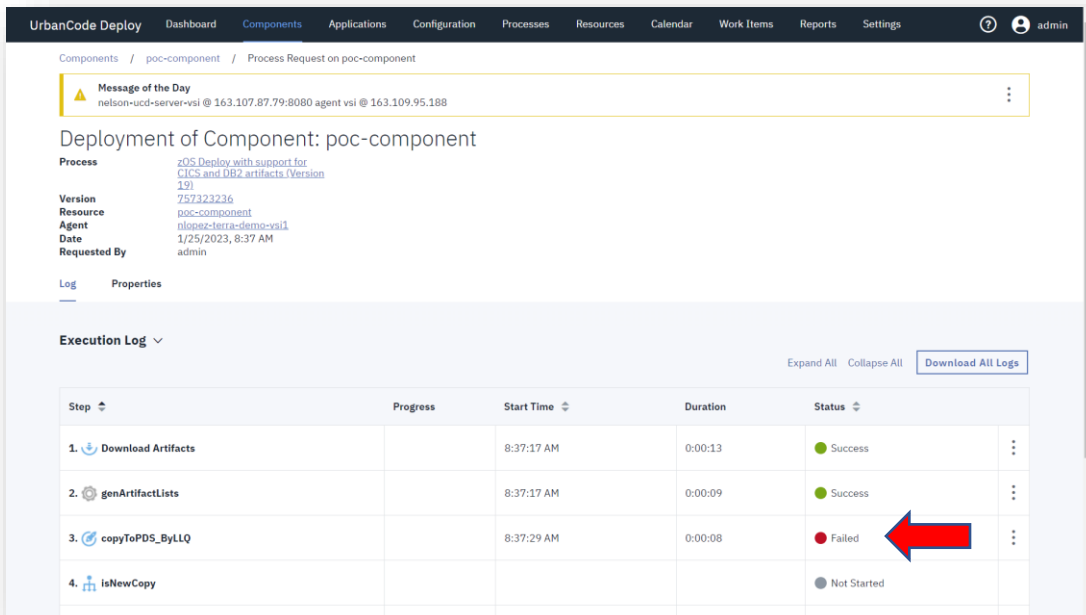 UrbanCode Deploy Dashboard Components Applications Configuration Processes Resources Calendar Work Items Reports Settings ? admin
Components / poc-component / Process Request on poc-component
Message of the Day
nelson-ucd-server-vsi @ 163.107.87.79:8080 agent vsi @ 163.109.95.188
Deployment of Component: poc-component
Process zOS Deploy with support for
CICS and DB2 artifacts (Version
19)
Version 757323236
Resource poc-component
Agent nlopez-terra-demo-vsi1
Date 1/25/2023, 8:37 AM
Requested By admin
Log Properties
Execution Log
Expand All Collapse All Download All Logs
Step Progress Start Time Duration Status
1. Download Artifacts 8:37:17 AM 0:00:13 Success
2. genArtifactLists 8:37:17 AM 0:00:09 Success
3. copyToPDS_ByLLQ 8:37:29 AM 0:00:08 Failed
4. isNewCopy Not Started